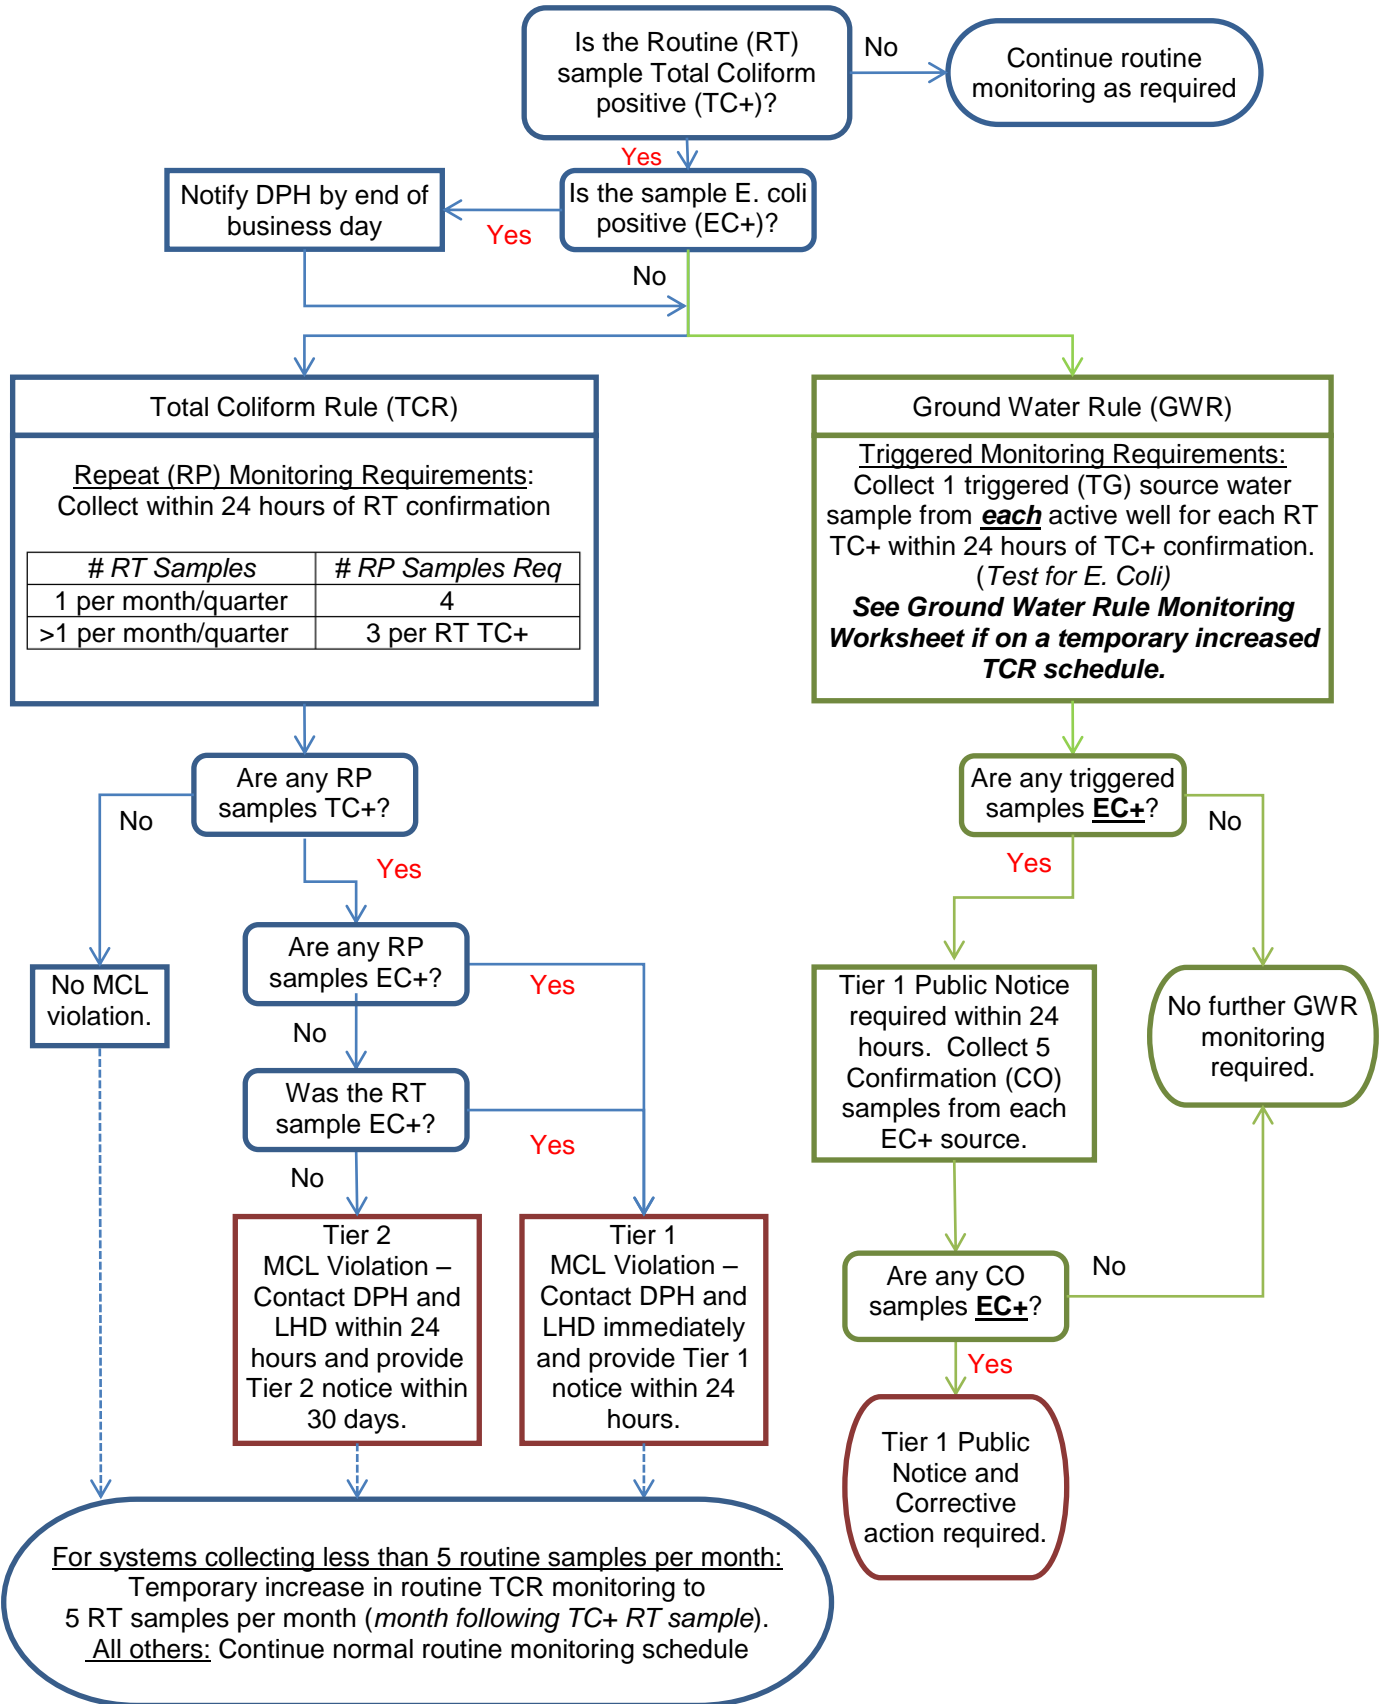 Is the Routine (RT)
sample Total Coliform
positive (TC+)?
No
Continue routine
monitoring as required
Yes
Notify DPH by end of
business day
Is the sample E. coli
positive (EC+)?
Yes
No
Total Coliform Rule (TCR)
Repeat (RP) Monitoring Requirements:
Collect within 24 hours of RT confirmation
# RT Samples # RP Samples Req
1 per month/quarter 4
>1 per month/quarter 3 per RT TC+
Ground Water Rule (GWR)
Triggered Monitoring Requirements:
Collect 1 triggered (TG) source water
sample from each active well for each RT
TC+ within 24 hours of TC+ confirmation.
(Test for E. Coli)
See Ground Water Rule Monitoring
Worksheet if on a temporary increased
TCR schedule.
Are any RP
samples TC+?
No
Yes
Are any RP
samples EC+?
Yes
No
No MCL
violation.
Was the RT
sample EC+?
Yes
No
Tier 2
MCL Violation –
Contact DPH and
LHD within 24
hours and provide
Tier 2 notice within
30 days.
Tier 1
MCL Violation –
Contact DPH and
LHD immediately
and provide Tier 1
notice within 24
hours.
Are any triggered
samples EC+?
No
Yes
Tier 1 Public Notice
required within 24
hours. Collect 5
Confirmation (CO)
samples from each
EC+ source.
No further GWR
monitoring
required.
Are any CO
samples EC+?
No
Yes
Tier 1 Public
Notice and
Corrective
action required.
For systems collecting less than 5 routine samples per month:
Temporary increase in routine TCR monitoring to
5 RT samples per month (month following TC+ RT sample).
All others: Continue normal routine monitoring schedule